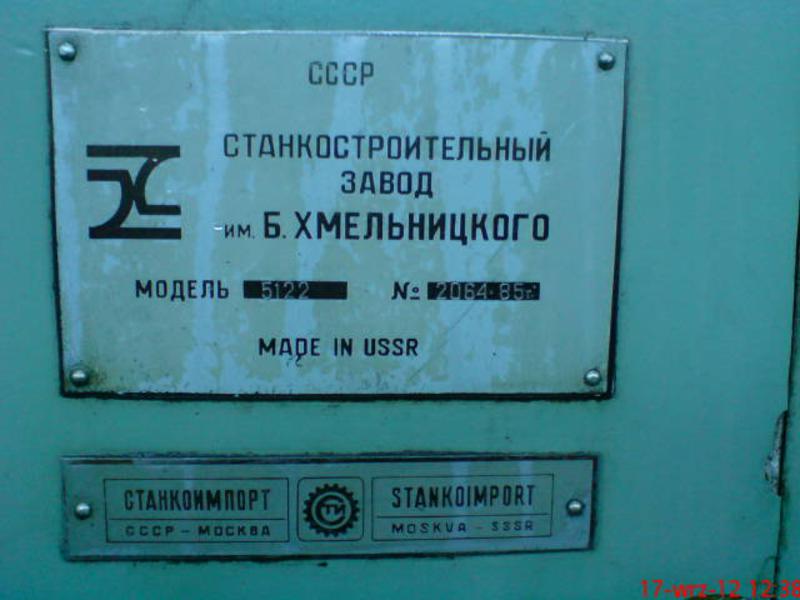 СССР
СТАНКОСТРОИТЕЛЬНЫЙ
ЗАВОД
им. Б. ХМЕЛЬНИЦКОГО
МОДЕЛЬ 5122 № 2064·85г.
MADE IN USSR
СТАНКОИМПОРТ
СССР – МОСКВА
СТИ
STANKOIMPORT
MOSKVA – SSSR
17-wrz-12 12:38